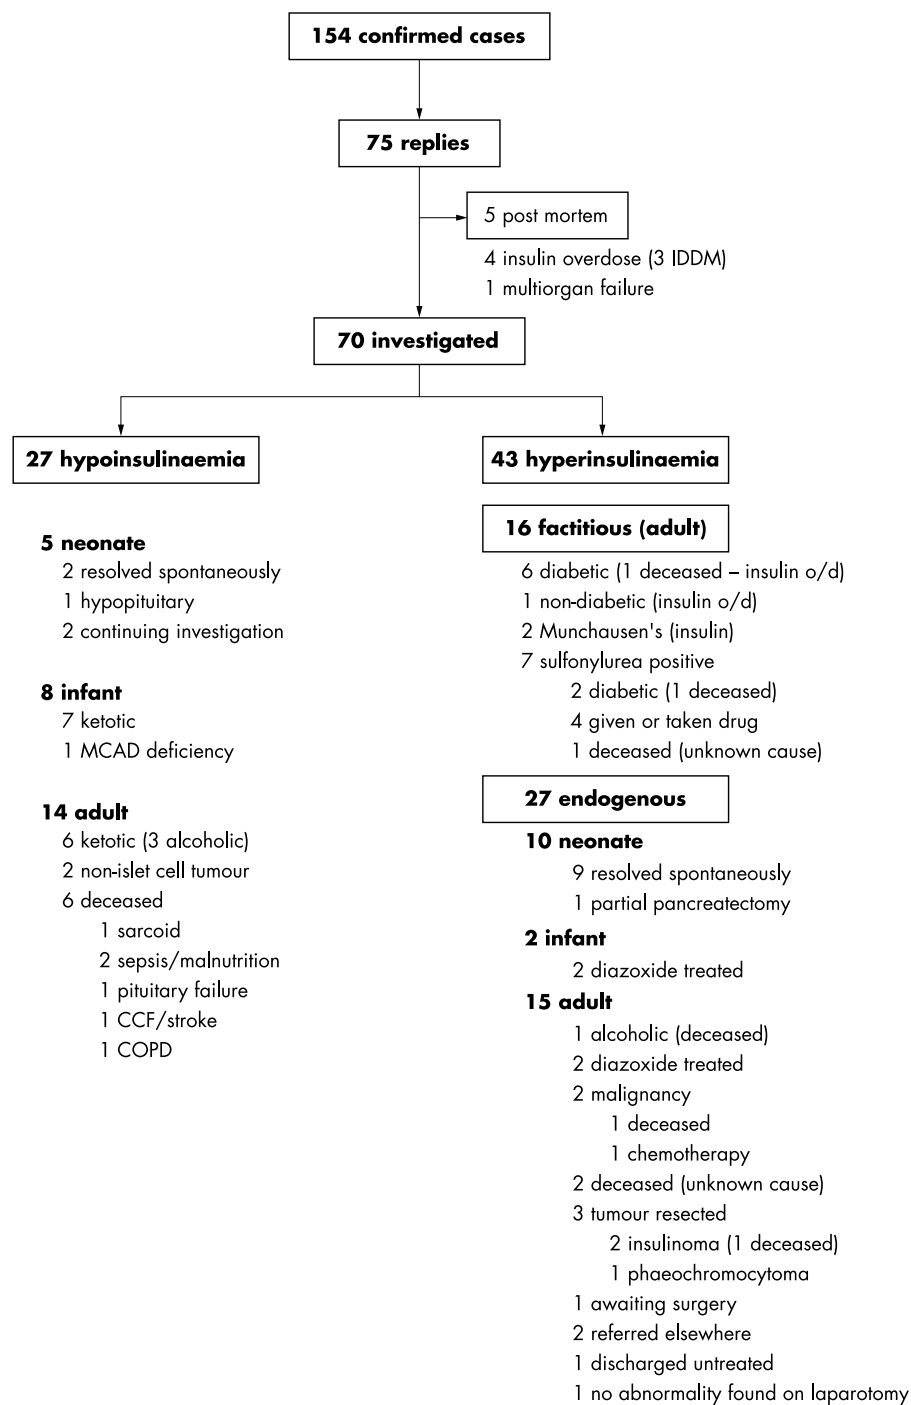 154 confirmed cases
75 replies
5 post mortem
4 insulin overdose (3 IDDM)
1 multiorgan failure
70 investigated
27 hypoinsulinaemia
5 neonate
2 resolved spontaneously
1 hypopituitary
2 continuing investigation
8 infant
7 ketotic
1 MCAD deficiency
14 adult
6 ketotic (3 alcoholic)
2 non-islet cell tumour
6 deceased
1 sarcoid
2 sepsis/malnutrition
1 pituitary failure
1 CCF/stroke
1 COPD
43 hyperinsulinaemia
16 factitious (adult)
6 diabetic (1 deceased – insulin o/d)
1 non-diabetic (insulin o/d)
2 Munchausen's (insulin)
7 sulfonylurea positive
2 diabetic (1 deceased)
4 given or taken drug
1 deceased (unknown cause)
27 endogenous
10 neonate
9 resolved spontaneously
1 partial pancreatectomy
2 infant
2 diazoxide treated
15 adult
1 alcoholic (deceased)
2 diazoxide treated
2 malignancy
1 deceased
1 chemotherapy
2 deceased (unknown cause)
3 tumour resected
2 insulinoma (1 deceased)
1 phaeochromocytoma
1 awaiting surgery
2 referred elsewhere
1 discharged untreated
1 no abnormality found on laparotomy